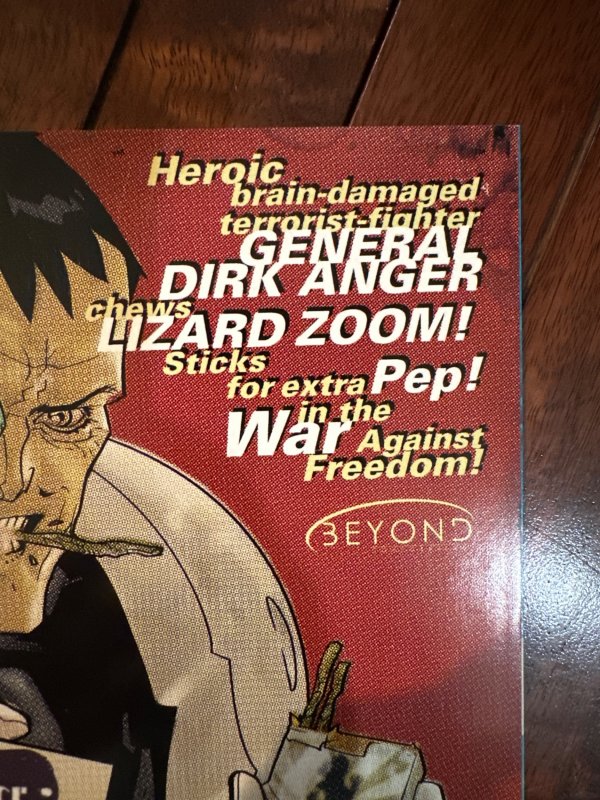 Heroic
brain-damaged
terrorist-fighter
GENERAL
DIRK ANGER
chews
LIZARD ZOOM!
Sticks
for extra Pep!
in the
War Against
Freedom!
BEYOND